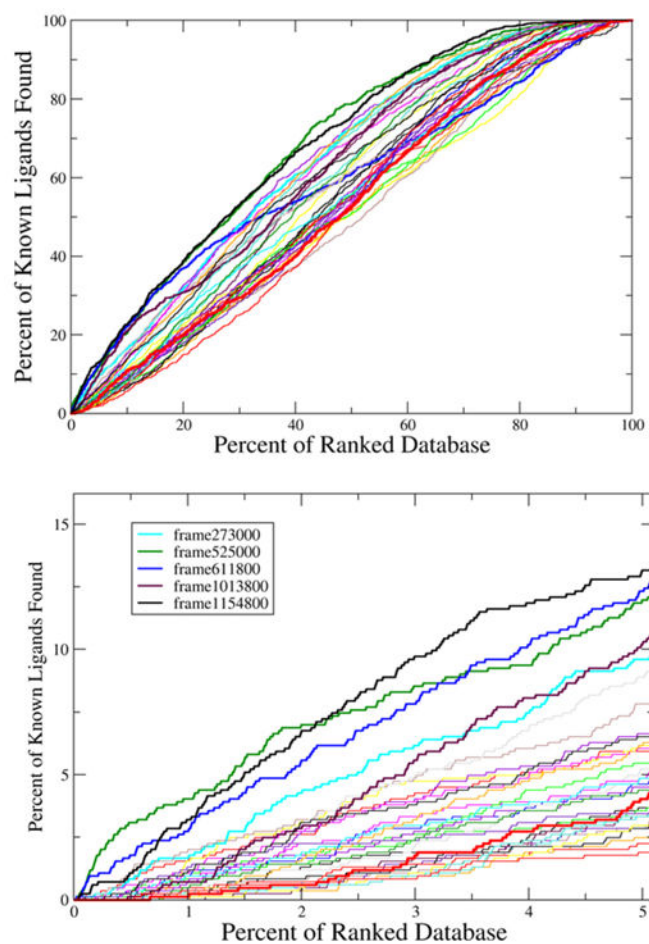 100
80
60
40
20
0
Percent of Known Ligands Found
0 20 40 60 80 100
Percent of Ranked Database
15
10
5
0
Percent of Known Ligands Found
frame273000
frame525000
frame611800
frame1013800
frame1154800
0 1 2 3 4 5
Percent of Ranked Database